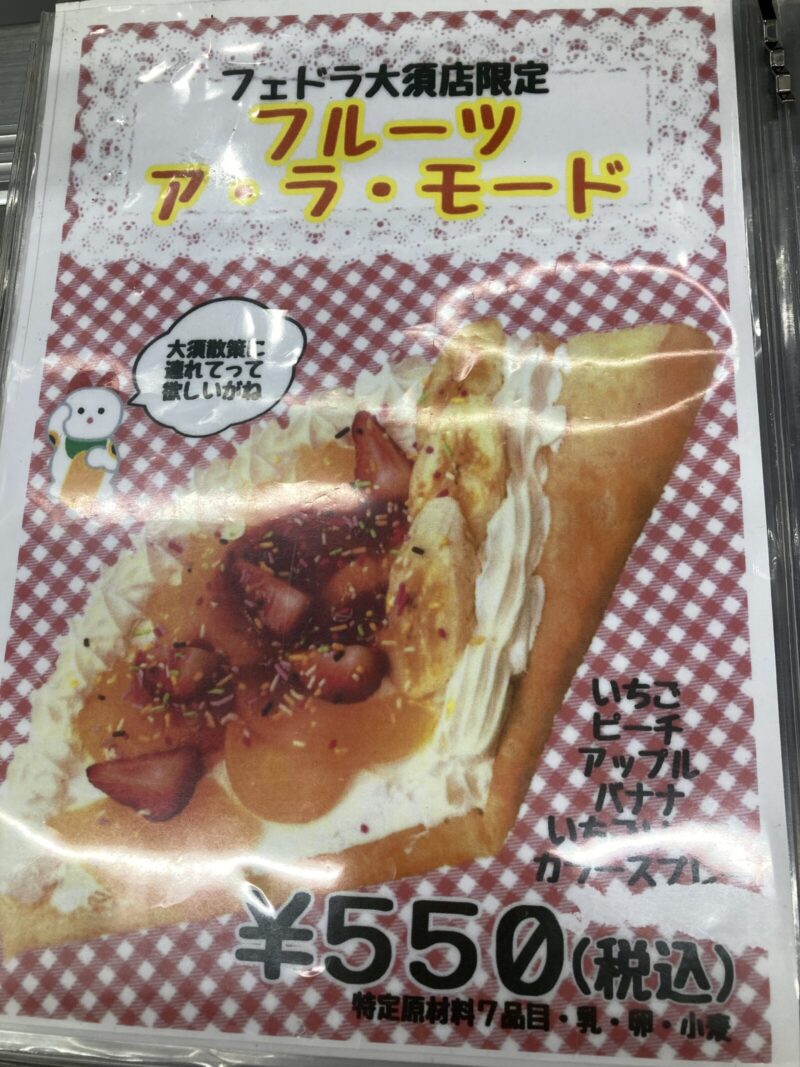 フェドラ大須店限定
フルーツ
ア・ラ・モード
大須散策に
連れてって
欲しいがね
いちご
ピーチ
アップル
バナナ
¥550(税込)
特定原材料7品目・乳・卵・小麦